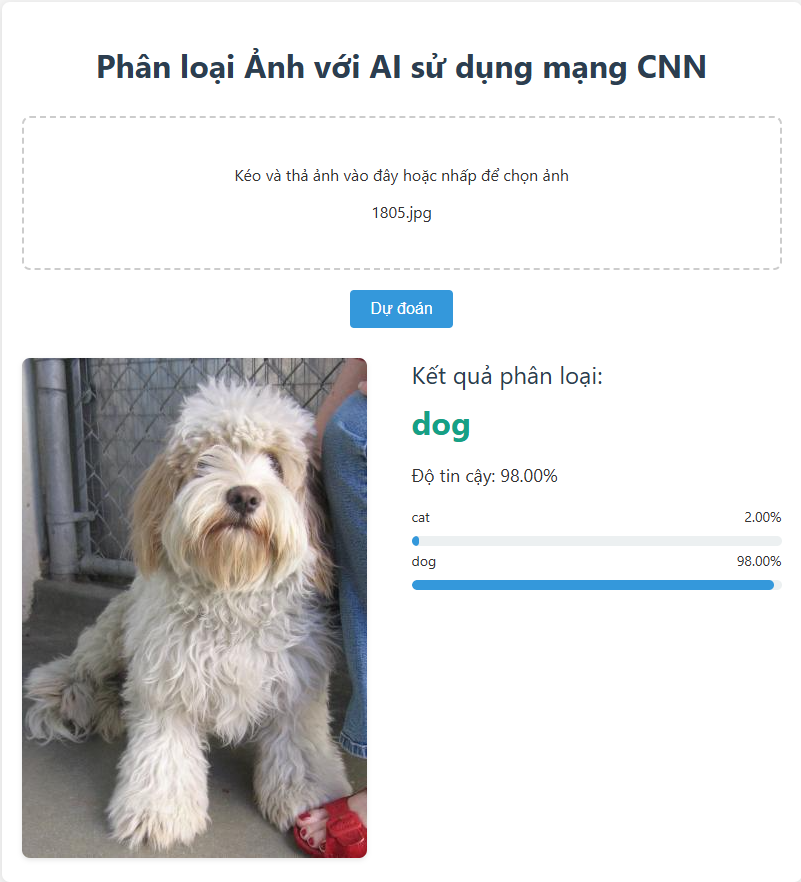 Phân loại Ảnh với AI sử dụng mạng CNN
Kéo và thả ảnh vào đây hoặc nhấp để chọn ảnh
1805.jpg
Dự đoán
Kết quả phân loại:
dog
Độ tin cậy: 98.00%
cat 2.00%
dog 98.00%